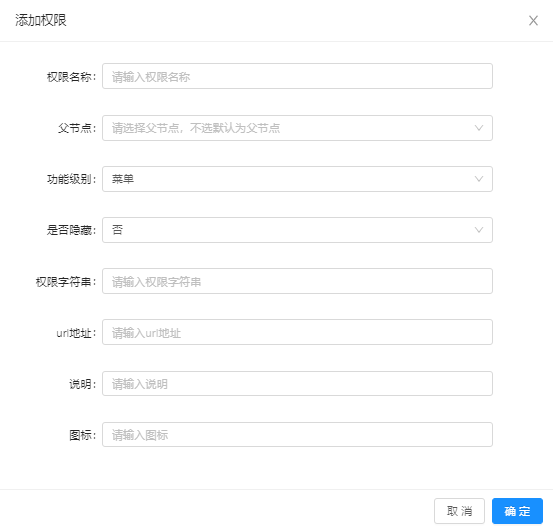 添加权限
权限名称: 请输入权限名称
父节点: 请选择父节点，不选默认为父节点
功能级别: 菜单
是否隐藏: 否
权限字符串: 请输入权限字符串
url地址: 请输入url地址
说明: 请输入说明
图标: 请输入图标
取 消 确 定